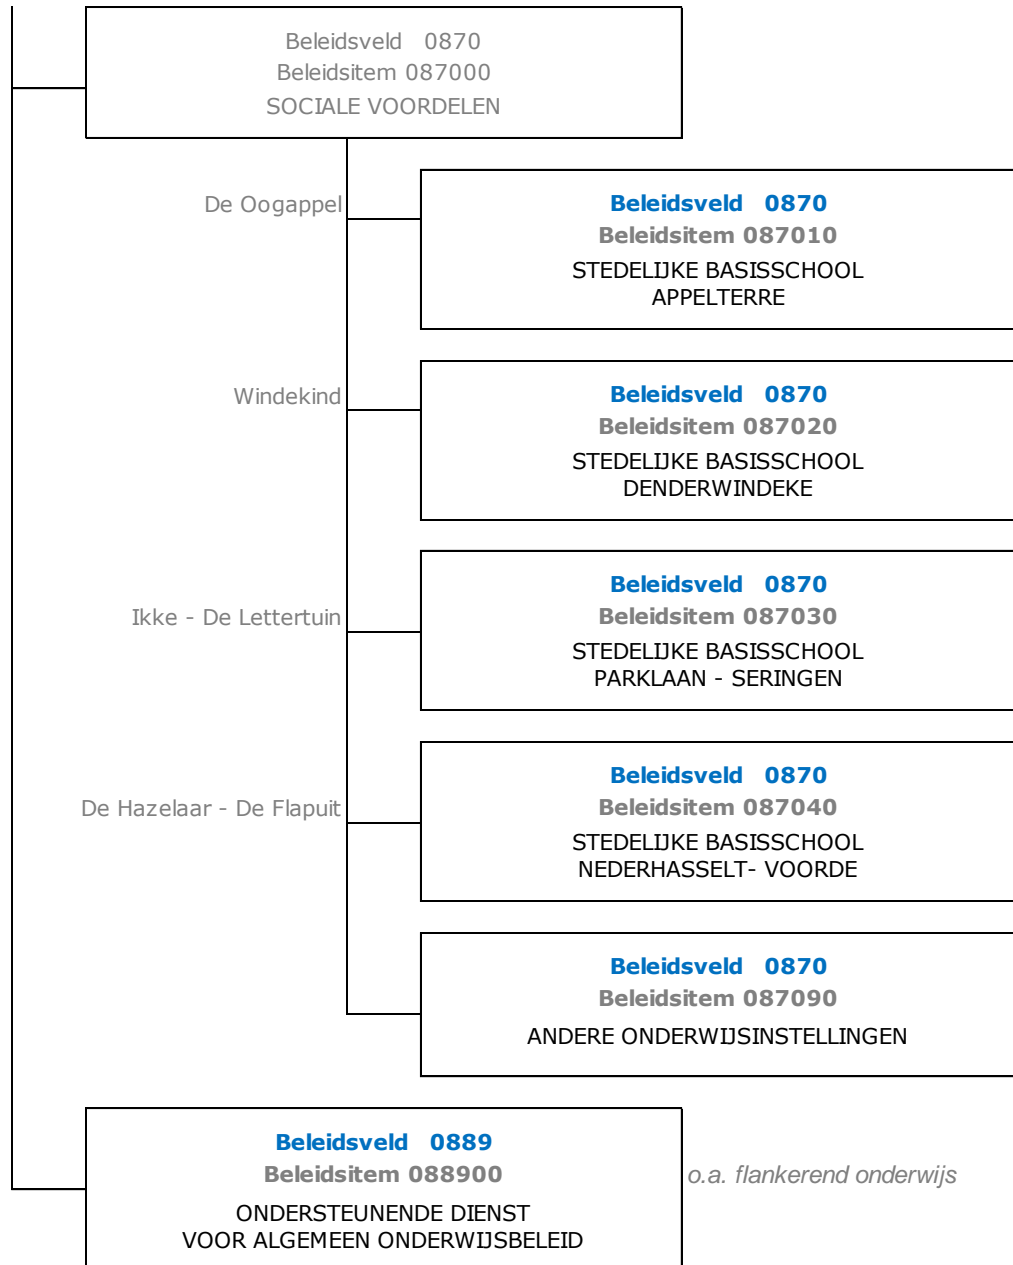 Beleidsveld 0870
Beleidsitem 087000
SOCIALE VOORDELEN
De Oogappel
Beleidsveld 0870
Beleidsitem 087010
STEDELIJKE BASISSCHOOL
APPELTERRE
Windekind
Beleidsveld 0870
Beleidsitem 087020
STEDELIJKE BASISSCHOOL
DENDERWINDEKE
Ikke - De Lettertuin
Beleidsveld 0870
Beleidsitem 087030
STEDELIJKE BASISSCHOOL
PARKLAAN - SERINGEN
De Hazelaar - De Flapuit
Beleidsveld 0870
Beleidsitem 087040
STEDELIJKE BASISSCHOOL
NEDERHASSELT- VOORDE
Beleidsveld 0870
Beleidsitem 087090
ANDERE ONDERWIJSINSTELLINGEN
Beleidsveld 0889
Beleidsitem 088900
ONDERSTEUNENDE DIENST
VOOR ALGEMEEN ONDERWIJSBELEID
o.a. flankerend onderwijs